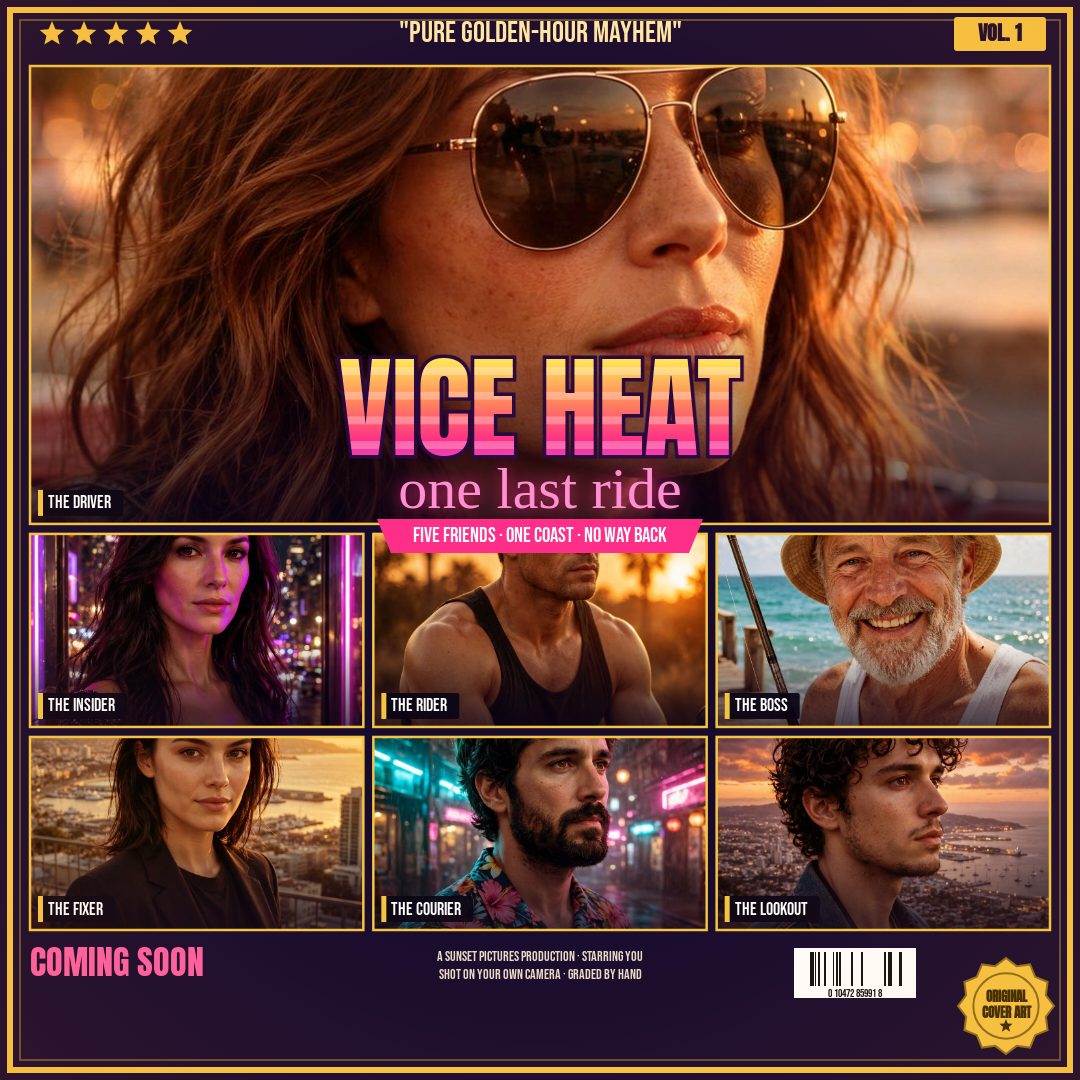 "PURE GOLDEN-HOUR MAYHEM"
VOL. 1
VICE HEAT
one last ride
FIVE FRIENDS · ONE COAST · NO WAY BACK
THE DRIVER
THE INSIDER
THE RIDER
THE BOSS
THE FIXER
THE COURIER
THE LOOKOUT
COMING SOON
A SUNSET PICTURES PRODUCTION · STARRING YOU
SHOT ON YOUR OWN CAMERA · GRADED BY HAND
0 10472 85991 8
ORIGINAL
COVER ART